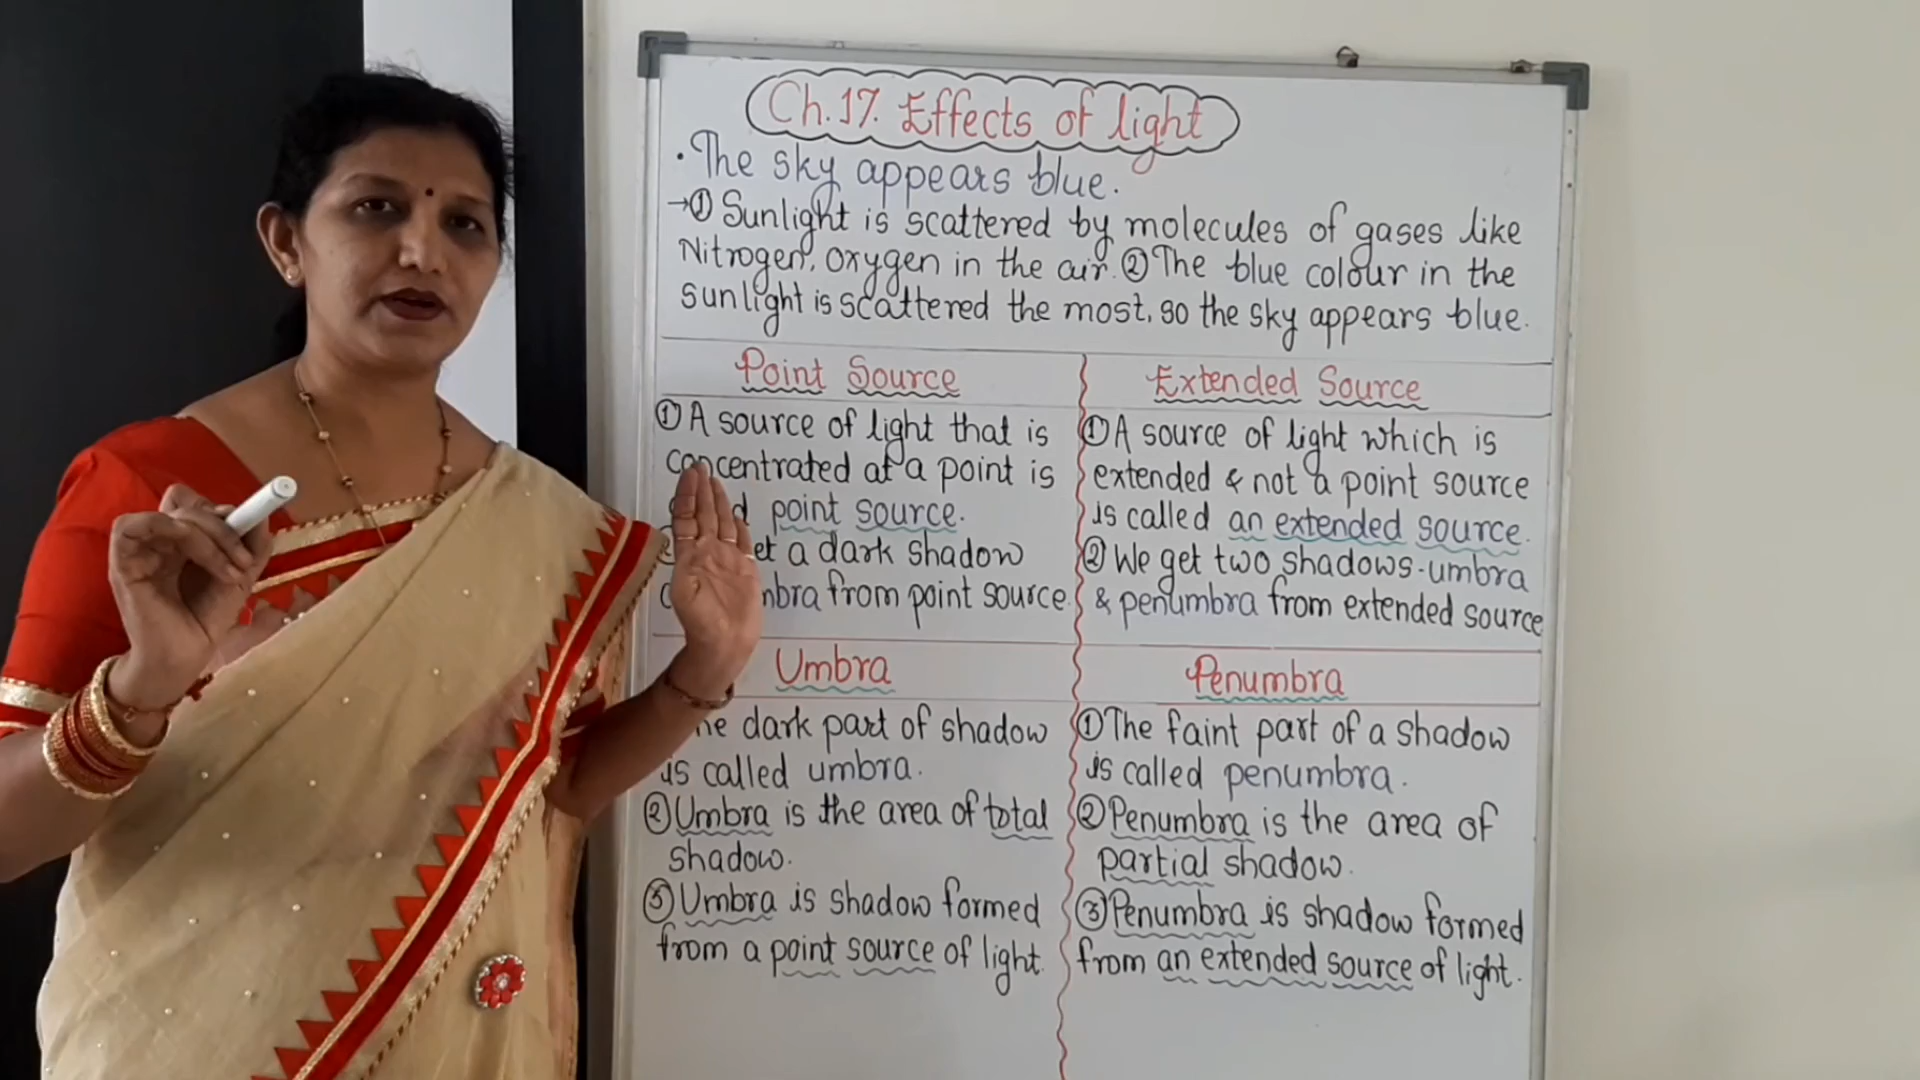 Ch.17. Effects of light
• The sky appears blue.
→① Sunlight is scattered by molecules of gases like
Nitrogen, oxygen in the air. ② The blue colour in the
sunlight is scattered the most, so the sky appears blue.
Point Source
① A source of light that is
concentrated at a point is
point source.
a dark shadow
from point source.
Extended Source
① A source of light which is
extended & not a point source
is called an extended source.
② We get two shadows - umbra
& penumbra from extended source
Umbra
dark part of shadow
is called umbra.
② Umbra is the area of total
shadow.
③ Umbra is shadow formed
from a point source of light.
Penumbra
① The faint part of a shadow
is called penumbra.
② Penumbra is the area of
partial shadow.
③ Penumbra is shadow formed
from an extended source of light.